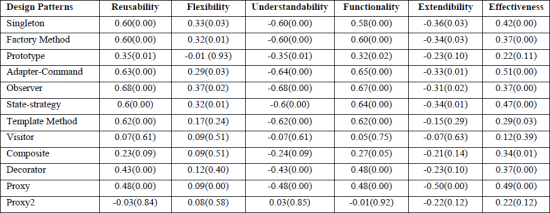 Design Patterns Reusability Flexibility Understandability Functionality Extendibility Effectiveness
Singleton 0.60(0.00) 0.33(0.03) -0.60(0.00) 0.58(0.00) -0.36(0.03) 0.42(0.00)
Factory Method 0.60(0.00) 0.32(0.01) -0.60(0.00) 0.60(0.00) -0.34(0.03) 0.37(0.00)
Prototype 0.35(0.01) -0.01 (0.93) -0.35(0.01) 0.32(0.02) -0.23(0.10) 0.22(0.11)
Adapter-Command 0.63(0.00) 0.29(0.03) -0.64(0.00) 0.65(0.00) -0.33(0.01) 0.51(0.00)
Observer 0.68(0.00) 0.37(0.02) -0.68(0.00) 0.67(0.00) -0.31(0.02) 0.37(0.00)
State-strategy 0.6(0.00) 0.32(0.01) -0.6(0.00) 0.64(0.00) -0.34(0.01) 0.47(0.00)
Template Method 0.62(0.00) 0.17(0.24) -0.62(0.00) 0.62(0.00) -0.15(0.29) 0.29(0.03)
Visitor 0.07(0.61) 0.09(0.51) -0.07(0.61) 0.05(0.75) -0.07(0.63) 0.12(0.39)
Composite 0.23(0.09) 0.09(0.51) -0.24(0.09) 0.27(0.05) -0.21(0.14) 0.34(0.01)
Decorator 0.43(0.00) 0.12(0.40) -0.43(0.00) 0.48(0.00) -0.23(0.10) 0.37(0.00)
Proxy 0.48(0.00) 0.09(0.00) -0.48(0.00) 0.48(0.00) -0.50(0.00) 0.49(0.00)
Proxy2 -0.03(0.84) 0.08(0.58) 0.03(0.85) -0.01(0.92) -0.22(0.12) 0.22(0.12)